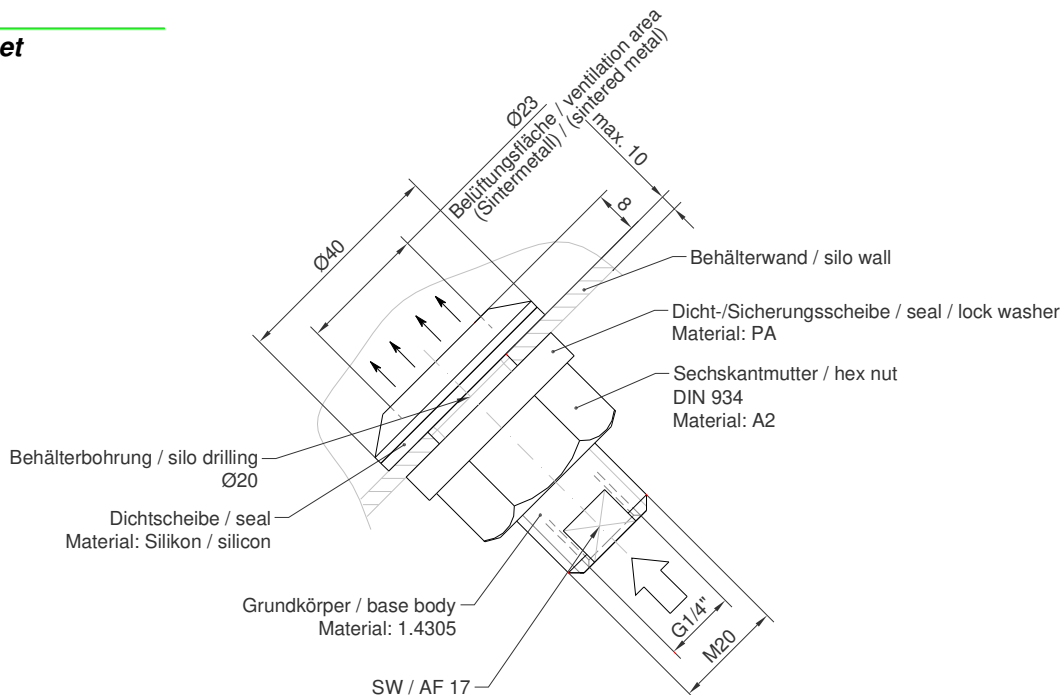 et
Ø23
Belüftungsfläche / ventilation area
(Sintermetall) / (sintered metal)
max. 10
8
Ø40
Behälterwand / silo wall
Dicht-/Sicherungsscheibe / seal / lock washer
Material: PA
Sechskantmutter / hex nut
DIN 934
Material: A2
Behälterbohrung / silo drilling
Ø20
Dichtscheibe / seal
Material: Silikon / silicon
Grundkörper / base body
Material: 1.4305
SW / AF 17
G1/4"
M20